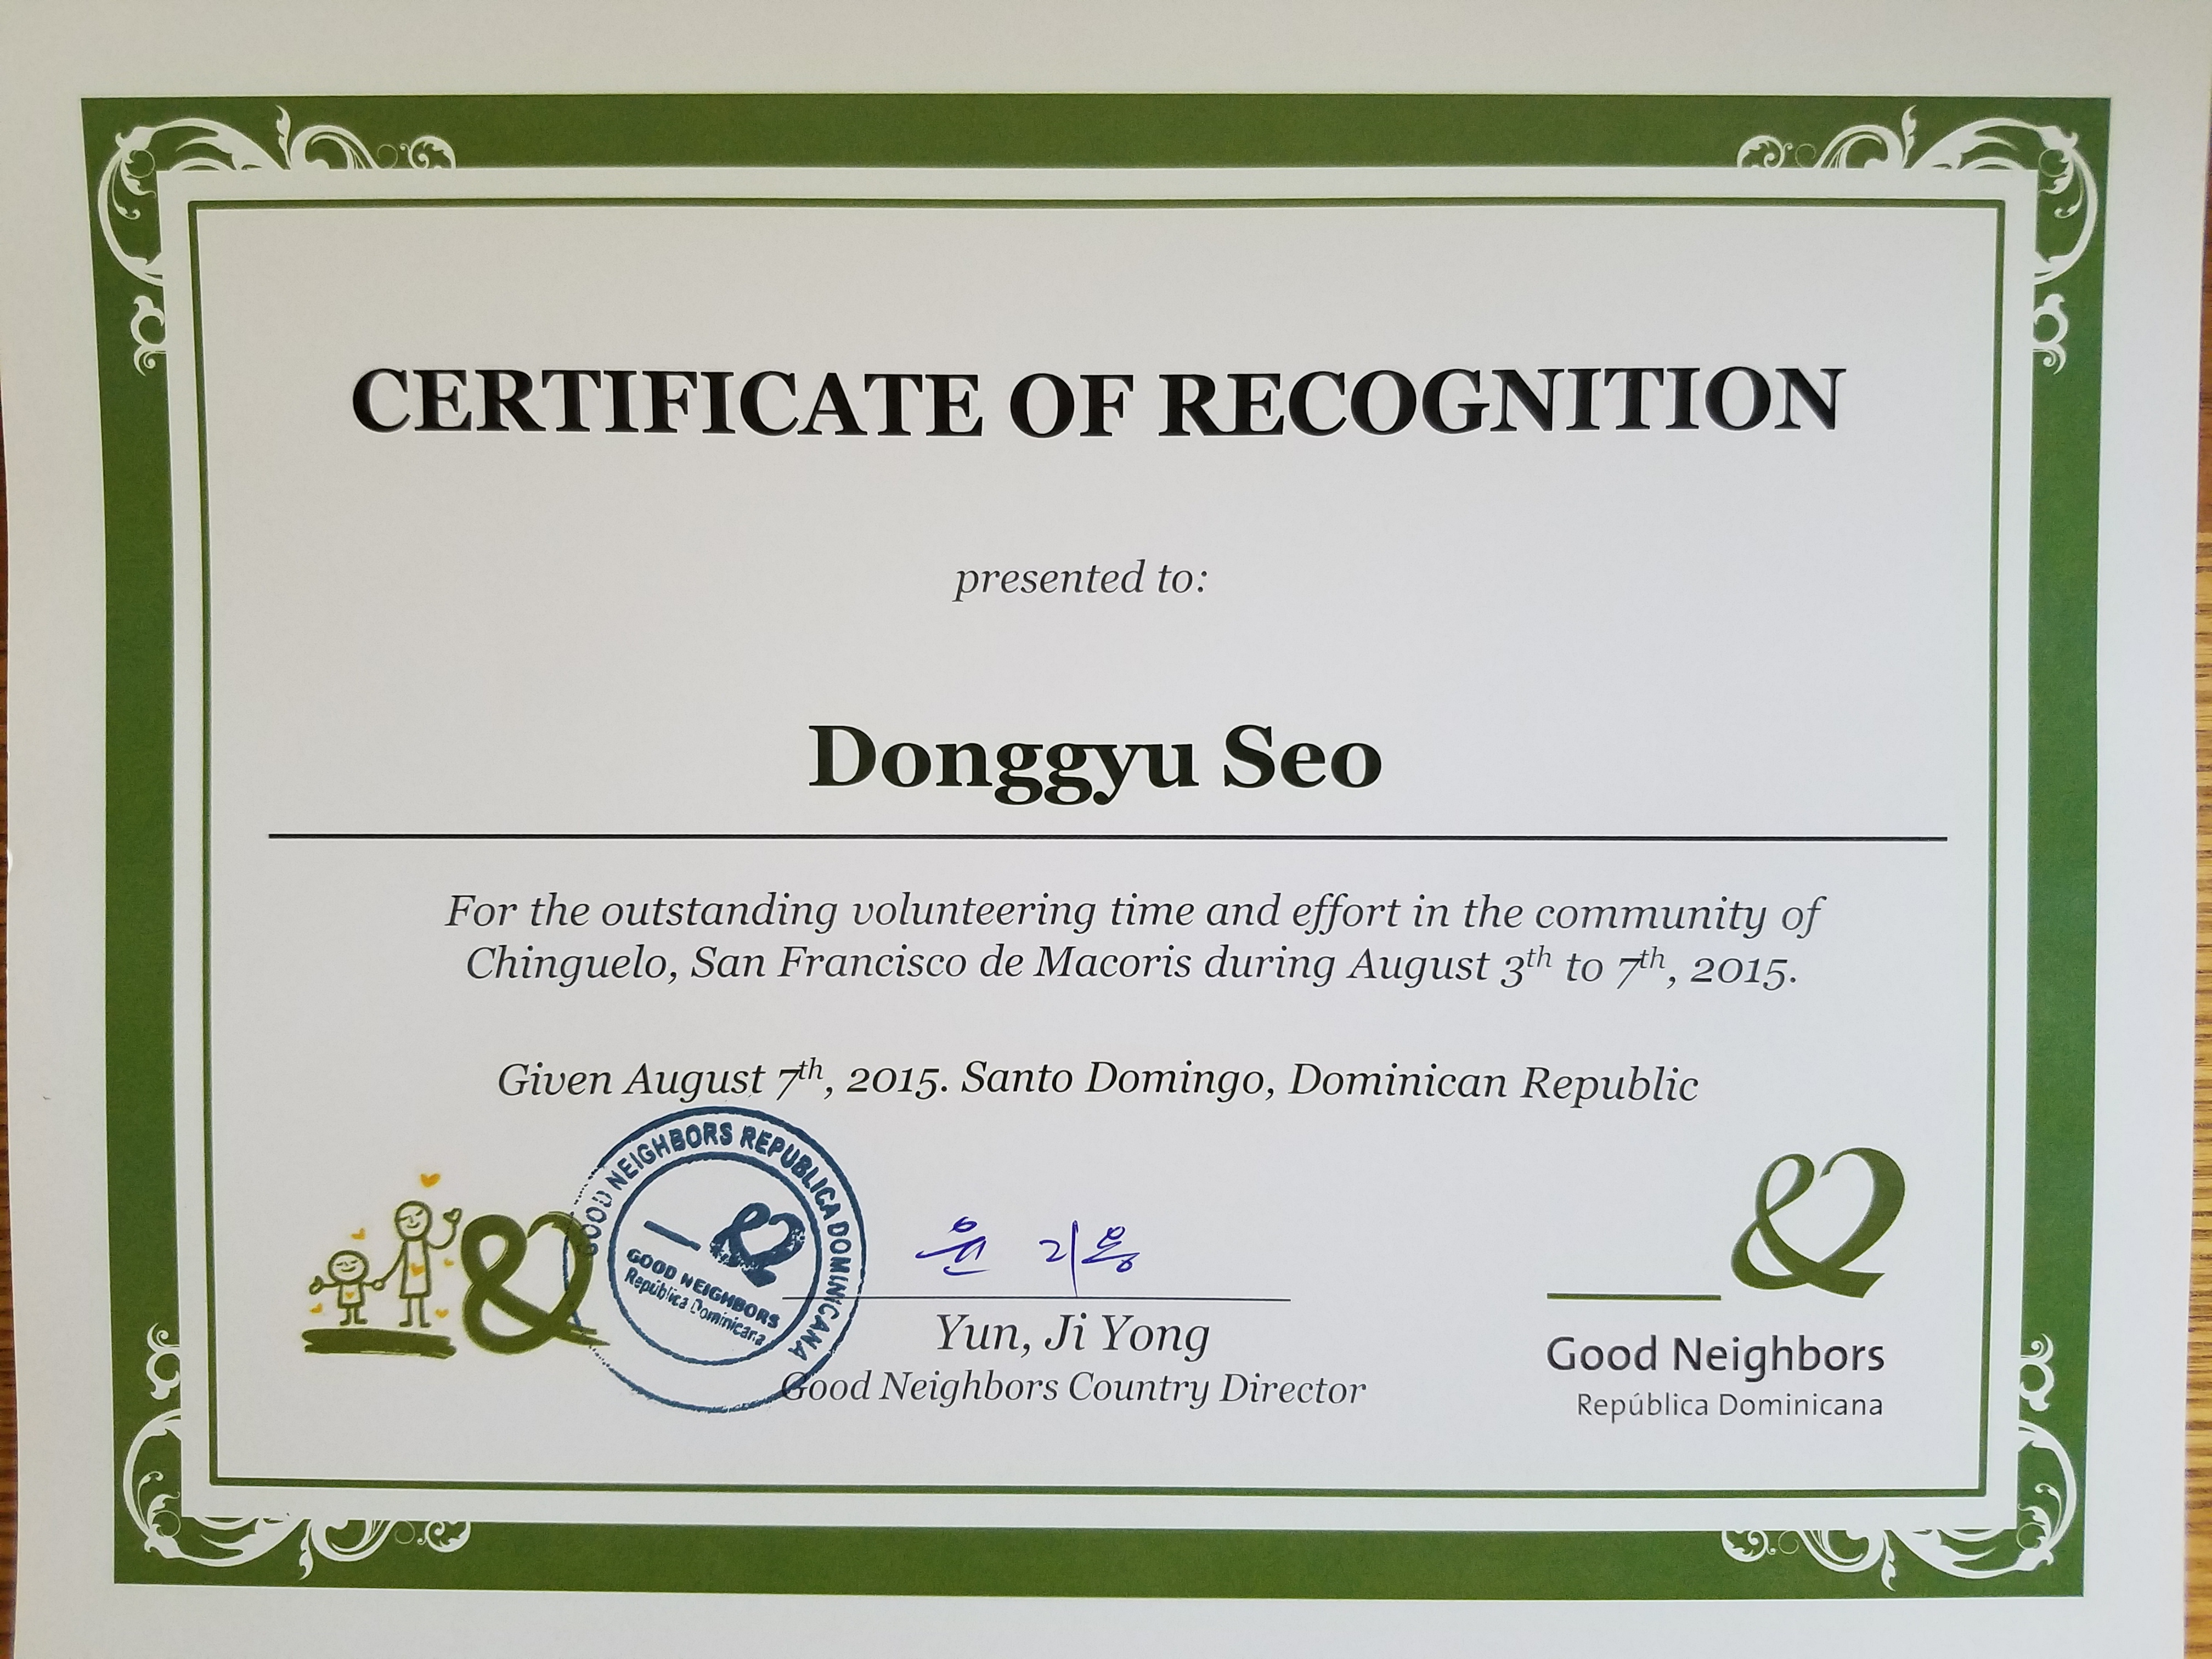 CERTIFICATE OF RECOGNITION
presented to:
Donggyu Seo
For the outstanding volunteering time and effort in the community of
Chinguelo, San Francisco de Macoris during August 3th to 7th, 2015.
Given August 7th, 2015. Santo Domingo, Dominican Republic
GOOD NEIGHBORS REPUBLICA DOMINICANA
GOOD NEIGHBORS
República Dominicana
윤지용
Yun, Ji Yong
Good Neighbors Country Director
Good Neighbors
República Dominicana